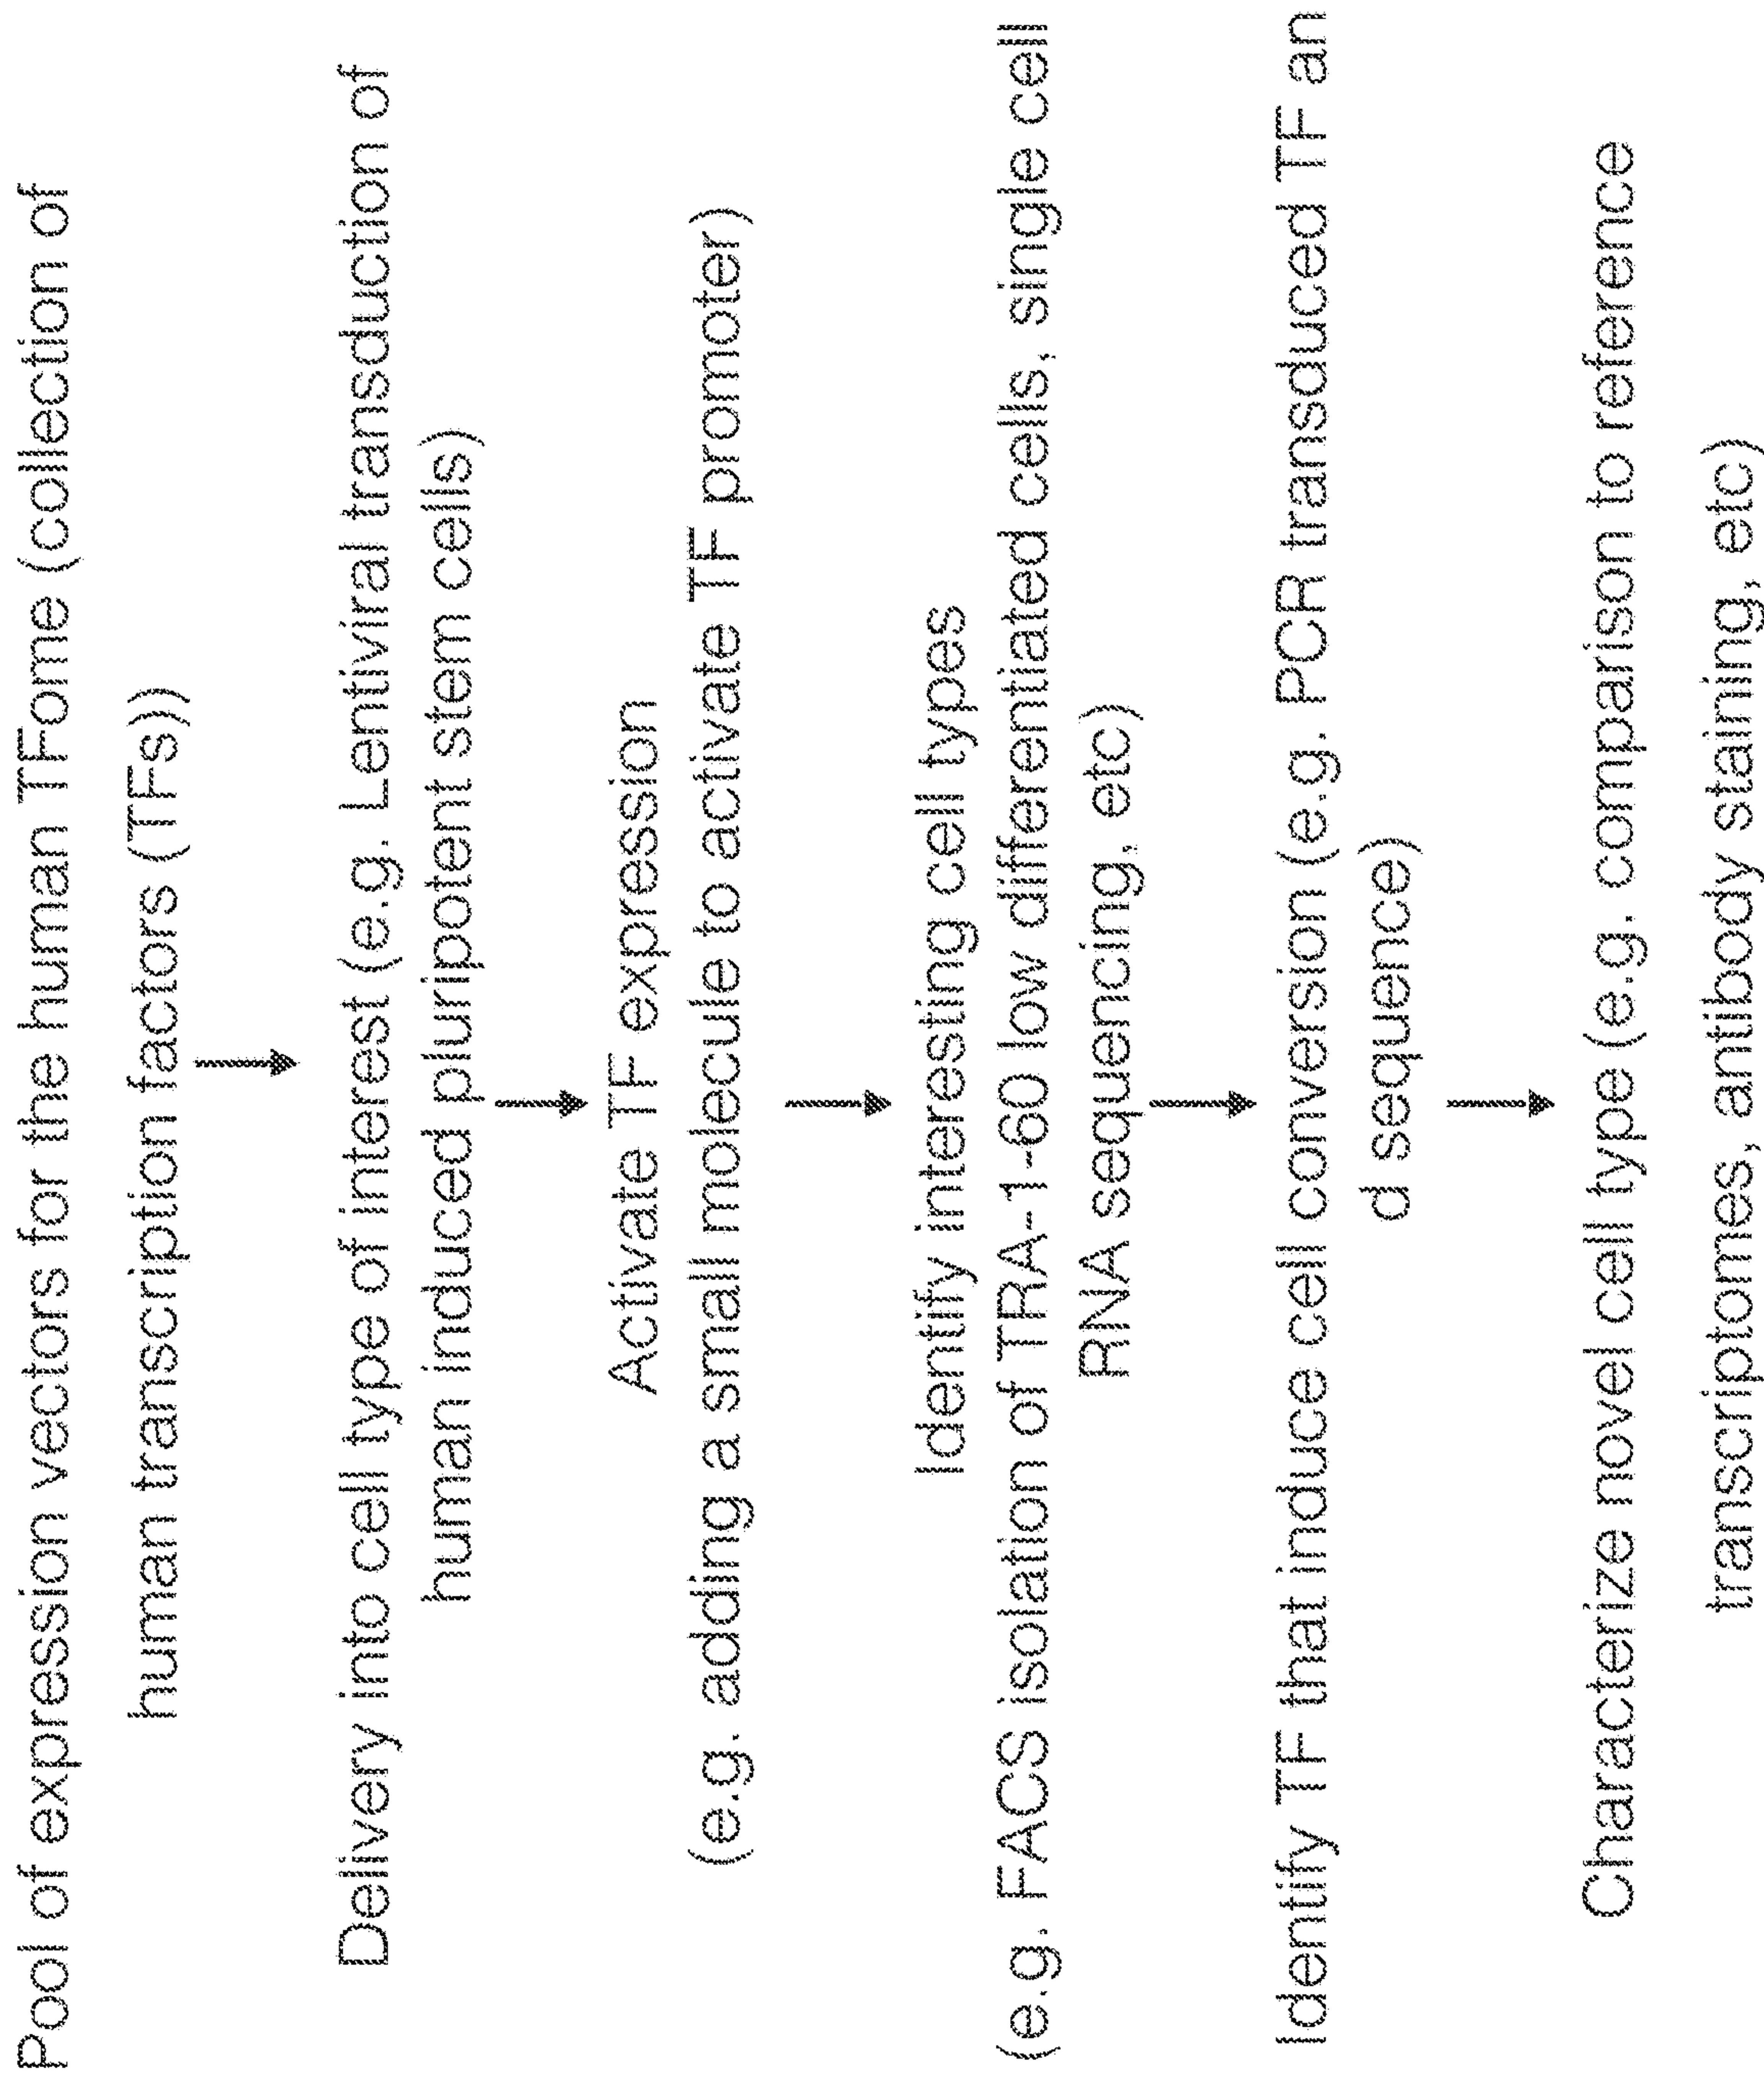 Pool of expression vectors for the human TFome (collection of
human transcription factors (TFs))
Delivery into cell type of interest (e.g. Lentiviral transduction of
human induced pluripotent stem cells)
Activate TF expression
(e.g. adding a small molecule to activate TF promoter)
Identify interesting cell types
(e.g. FACS isolation of TRA-1-60 low differentiated cells, single cell
RNA sequencing, etc)
Identify TF that induce cell conversion (e.g. PCR transduced TF an
d sequence)
Characterize novel cell type (e.g. comparison to reference
transcriptomes, antibody staining, etc)